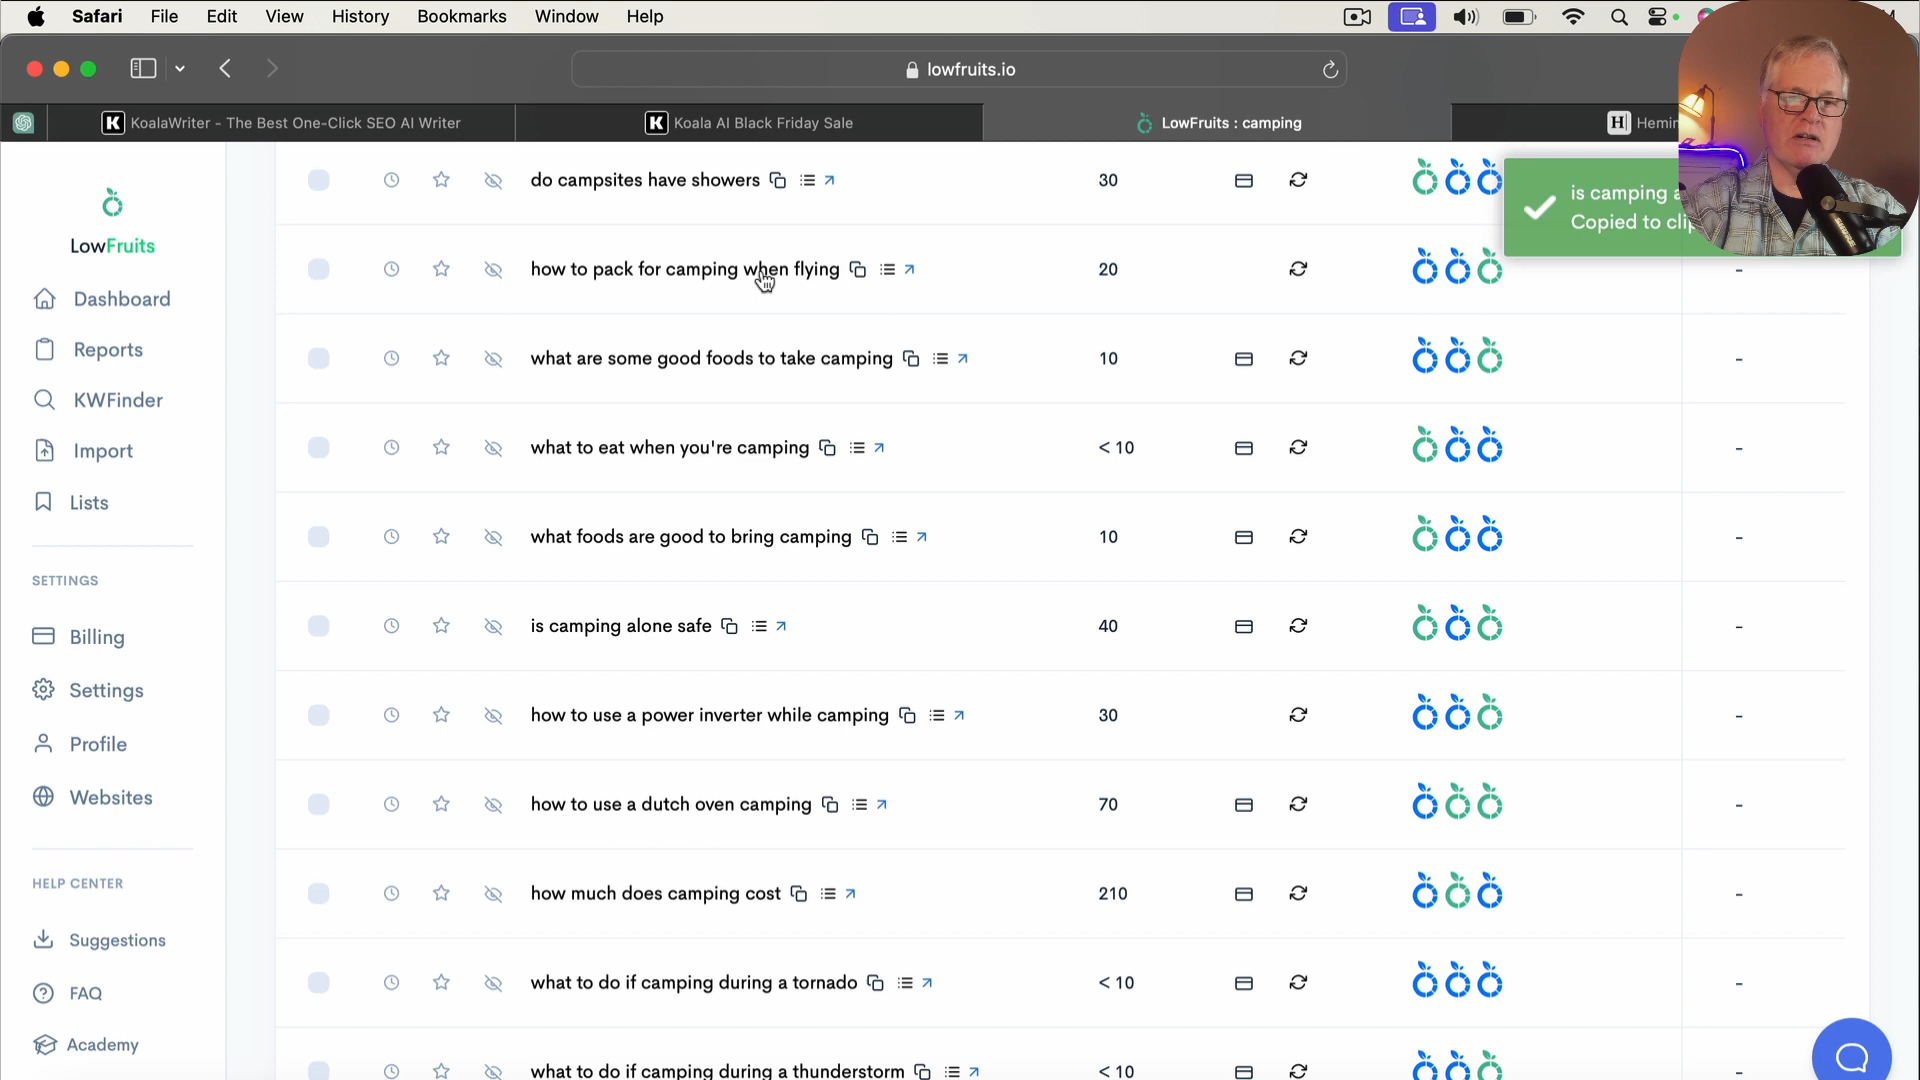 Safari File Edit View History Bookmarks Window Help
lowfruits.io
KoalaWriter - The Best One-Click SEO AI Writer
Koala AI Black Friday Sale
LowFruits : camping
LowFruits
Dashboard
Reports
KWFinder
Import
Lists
SETTINGS
Billing
Settings
Profile
Websites
HELP CENTER
Suggestions
FAQ
Academy
do campsites have showers 30
how to pack for camping when flying 20 -
what are some good foods to take camping 10 -
what to eat when you're camping < 10 -
what foods are good to bring camping 10 -
is camping alone safe 40 -
how to use a power inverter while camping 30 -
how to use a dutch oven camping 70 -
how much does camping cost 210 -
what to do if camping during a tornado < 10 -
what to do if camping during a thunderstorm < 10
is camping
Copied to